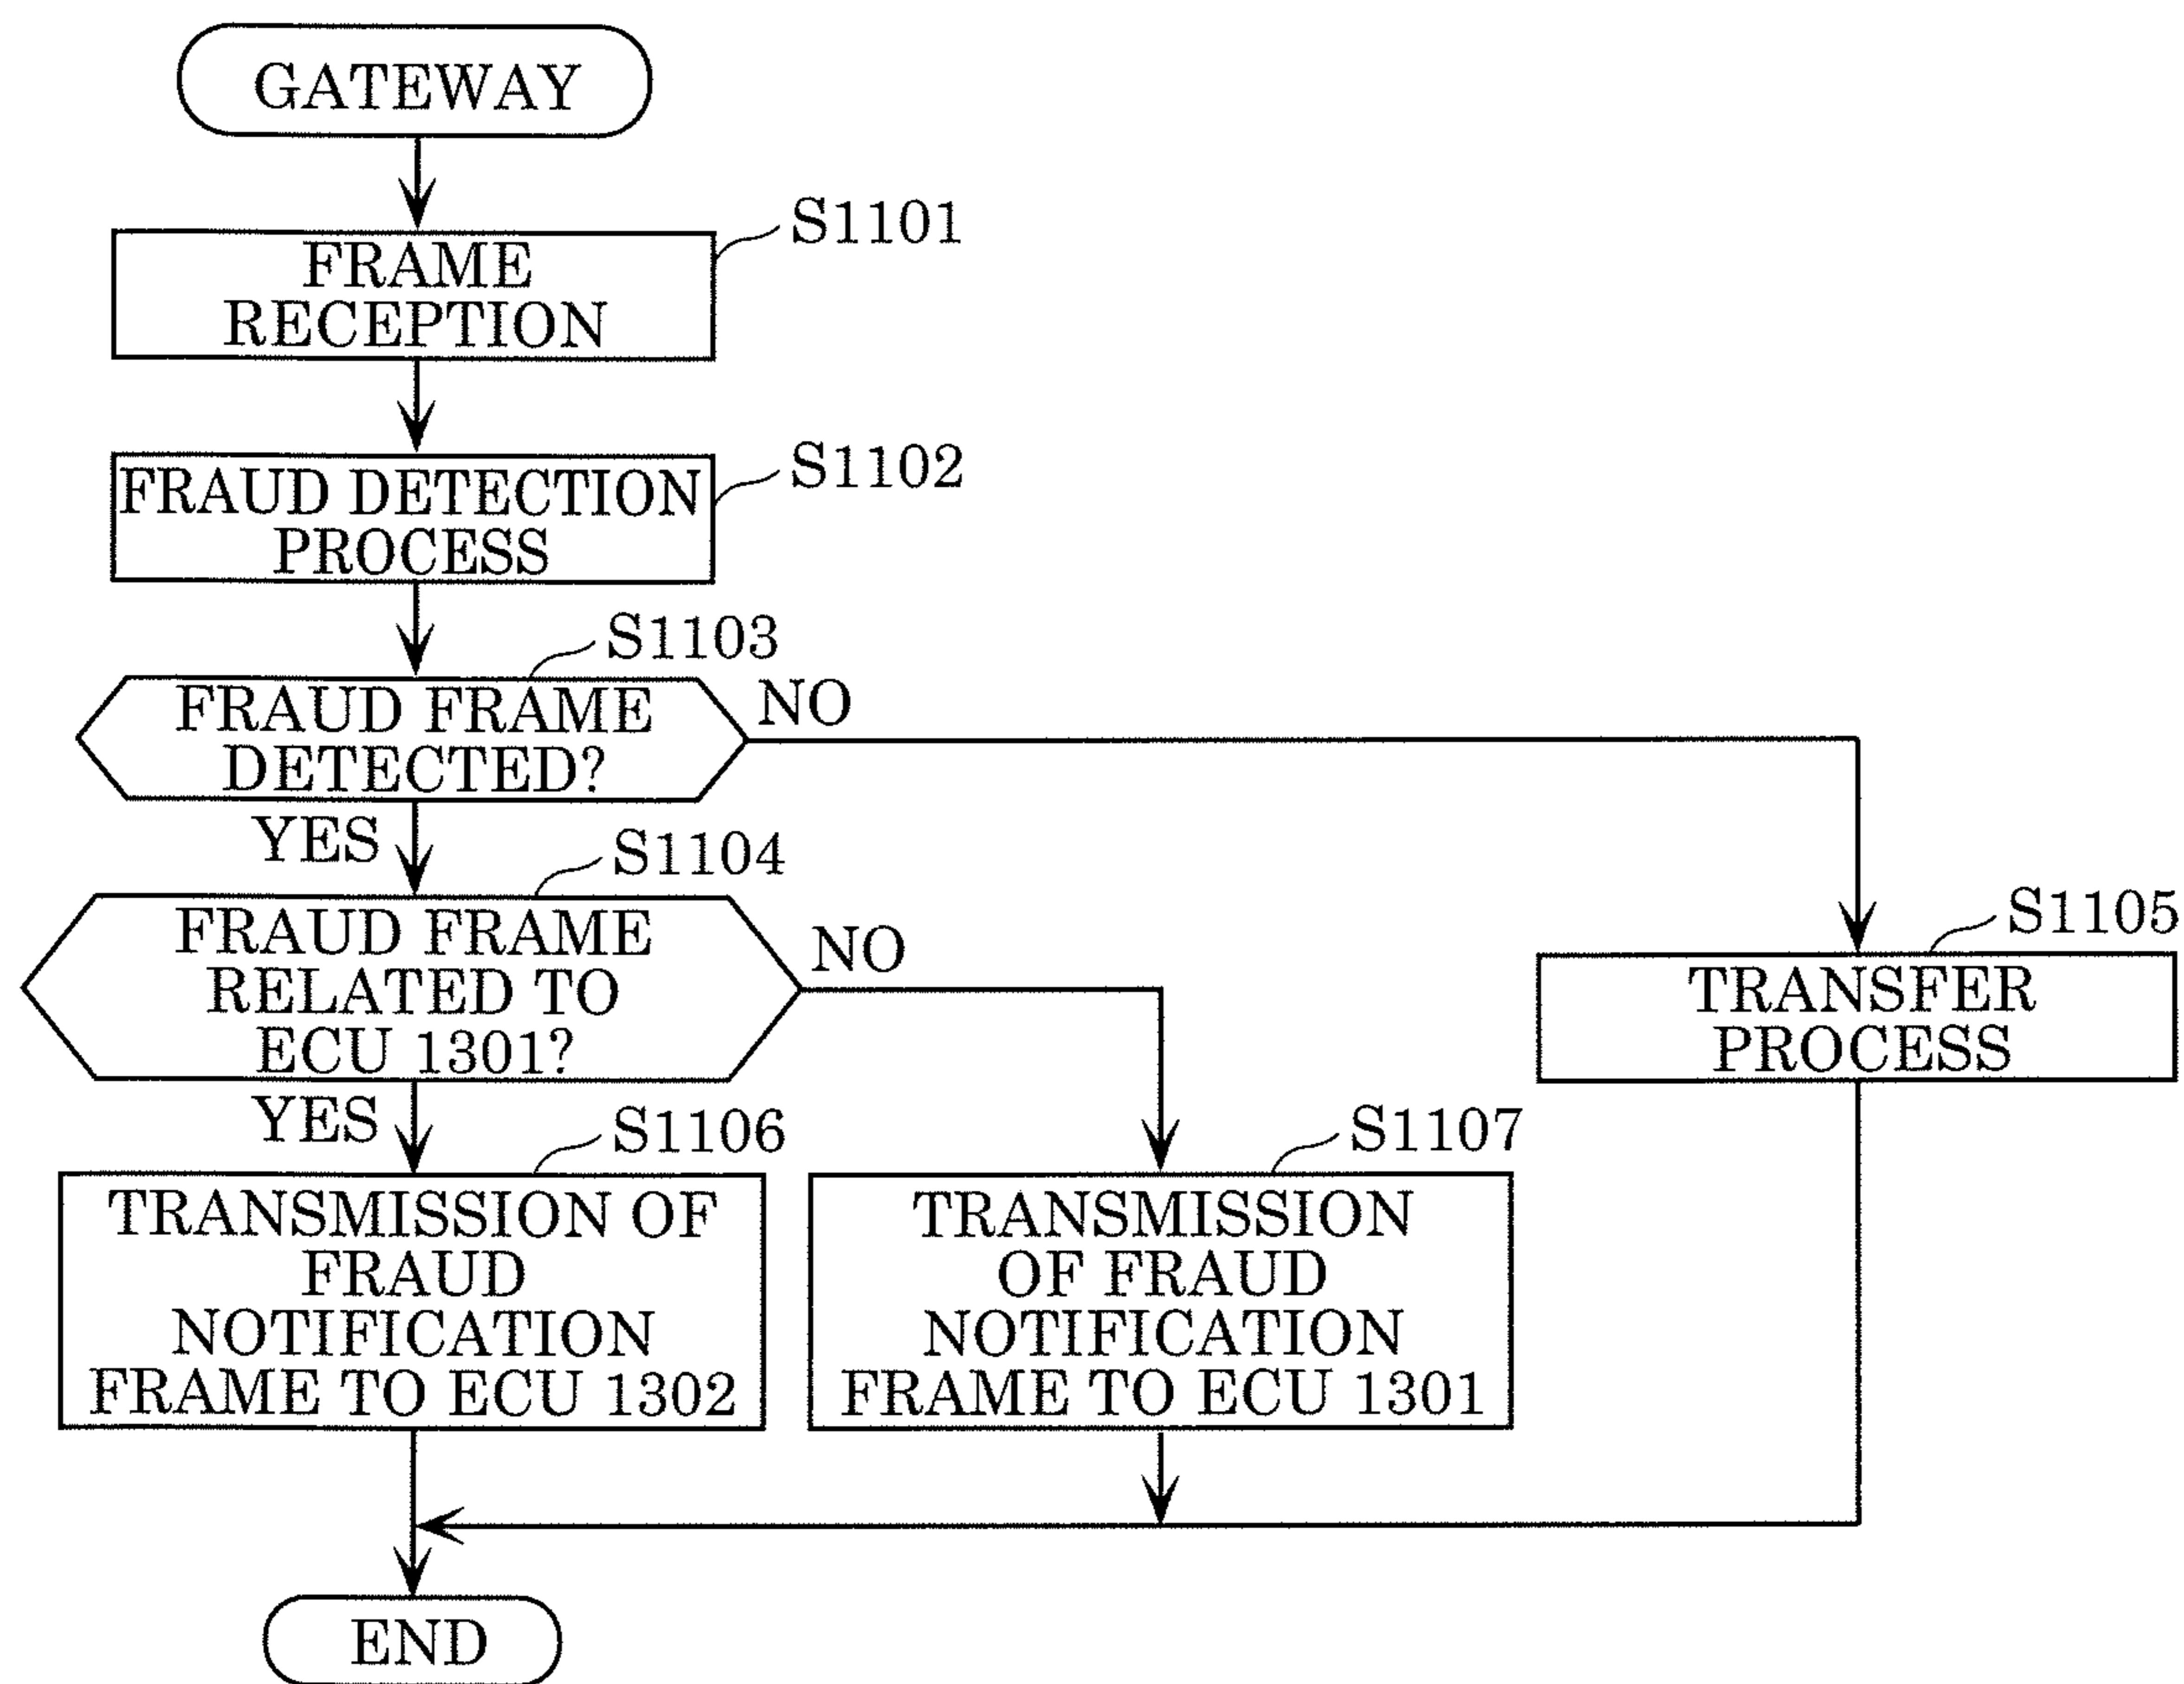 GATEWAY
S1101
FRAME
RECEPTION
S1102
FRAUD DETECTION
PROCESS
S1103
FRAUD FRAME
DETECTED?
NO
YES
S1104
FRAUD FRAME
RELATED TO
ECU 1301?
NO
S1105
TRANSFER
PROCESS
YES
S1106
TRANSMISSION OF
FRAUD
NOTIFICATION
FRAME TO ECU 1302
S1107
TRANSMISSION
OF FRAUD
NOTIFICATION
FRAME TO ECU 1301
END